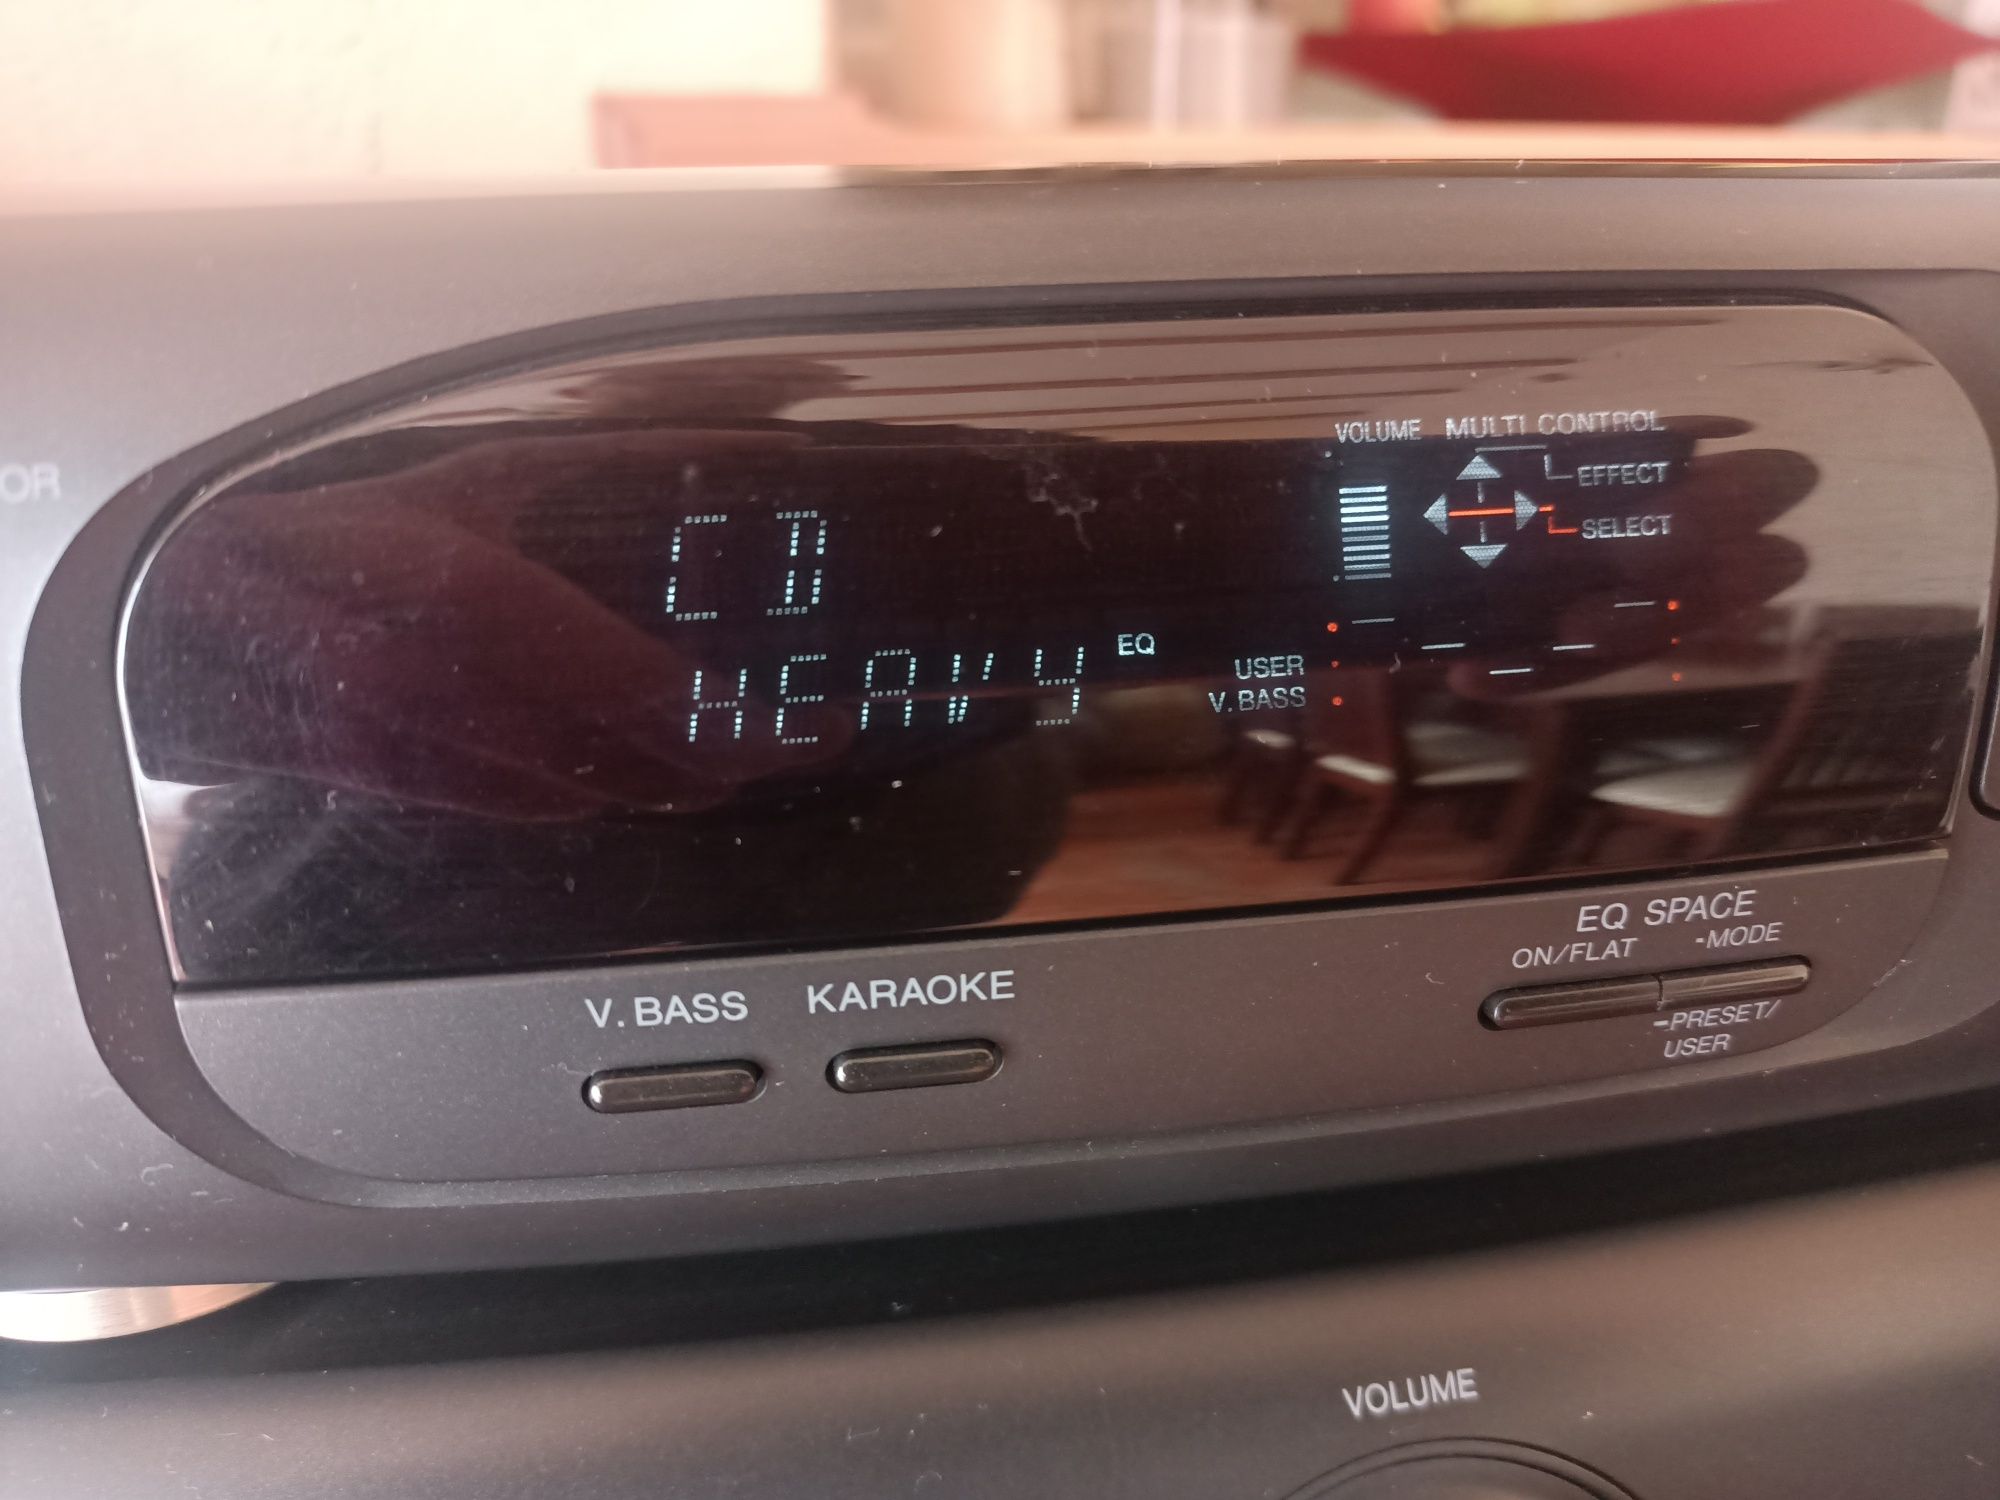 OR
VOLUME MULTI CONTROL
EFFECT
SELECT
CD
EQ
HEAVY
USER
V. BASS
EQ SPACE
ON/FLAT -MODE
-PRESET/
USER
V. BASS KARAOKE
VOLUME